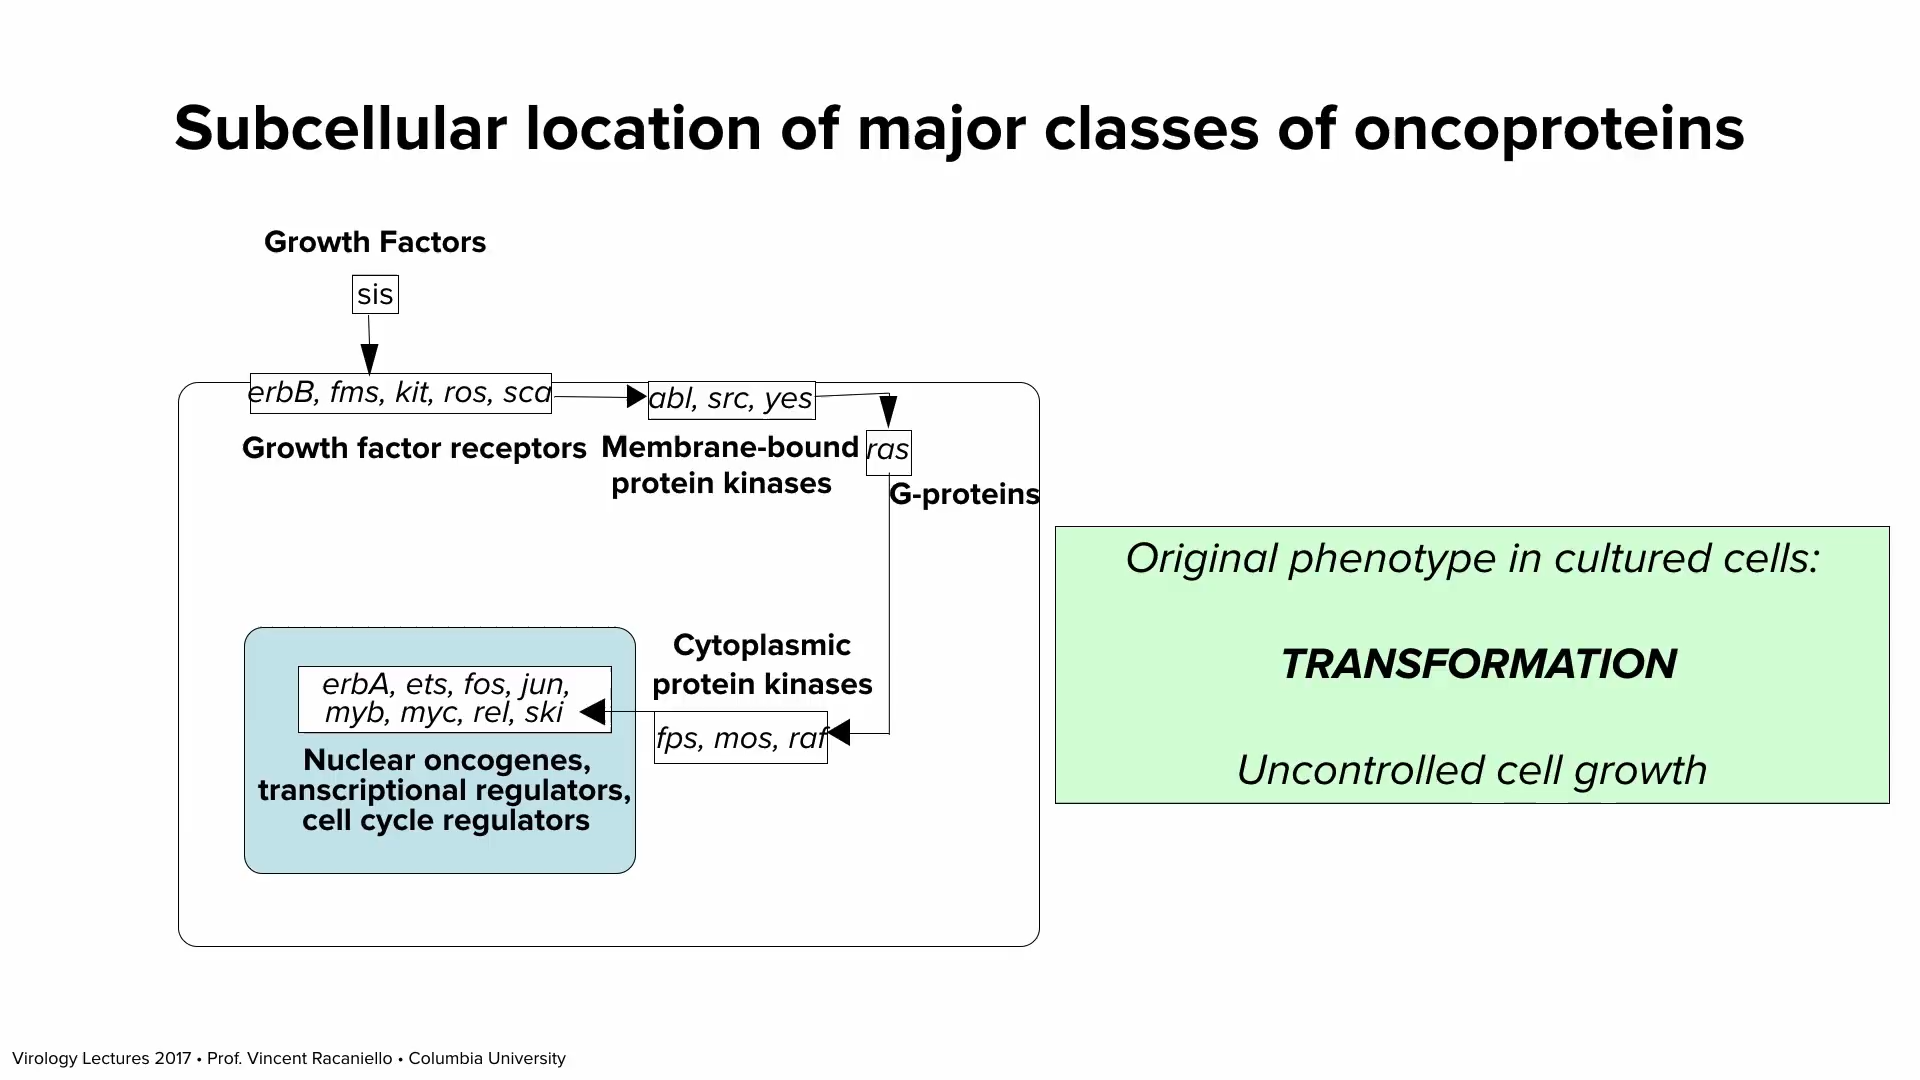 Subcellular location of major classes of oncoproteins
Growth Factors
sis
erbB, fms, kit, ros, sca
abl, src, yes
Growth factor receptors
Membrane-bound
protein kinases
ras
G-proteins
Original phenotype in cultured cells:
TRANSFORMATION
Uncontrolled cell growth
Cytoplasmic
protein kinases
fps, mos, raf
erbA, ets, fos, jun,
myb, myc, rel, ski
Nuclear oncogenes,
transcriptional regulators,
cell cycle regulators
Virology Lectures 2017 • Prof. Vincent Racaniello • Columbia University